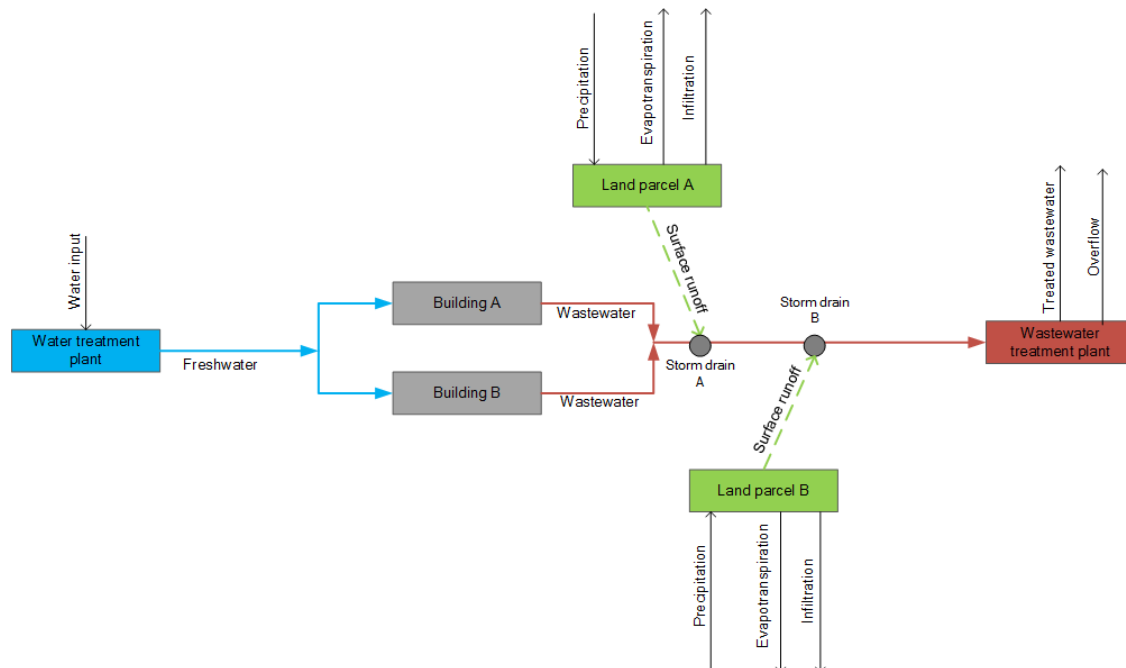 Precipitation
Evapotranspiration
Infiltration
Land parcel A
Surface runoff
Water input
Water treatment
plant
Freshwater
Building A
Wastewater
Building B
Wastewater
Storm drain
A
Storm drain
B
Treated wastewater
Overflow
Wastewater
treatment plant
Surface runoff
Land parcel B
Precipitation
Evapotranspiration
Infiltration